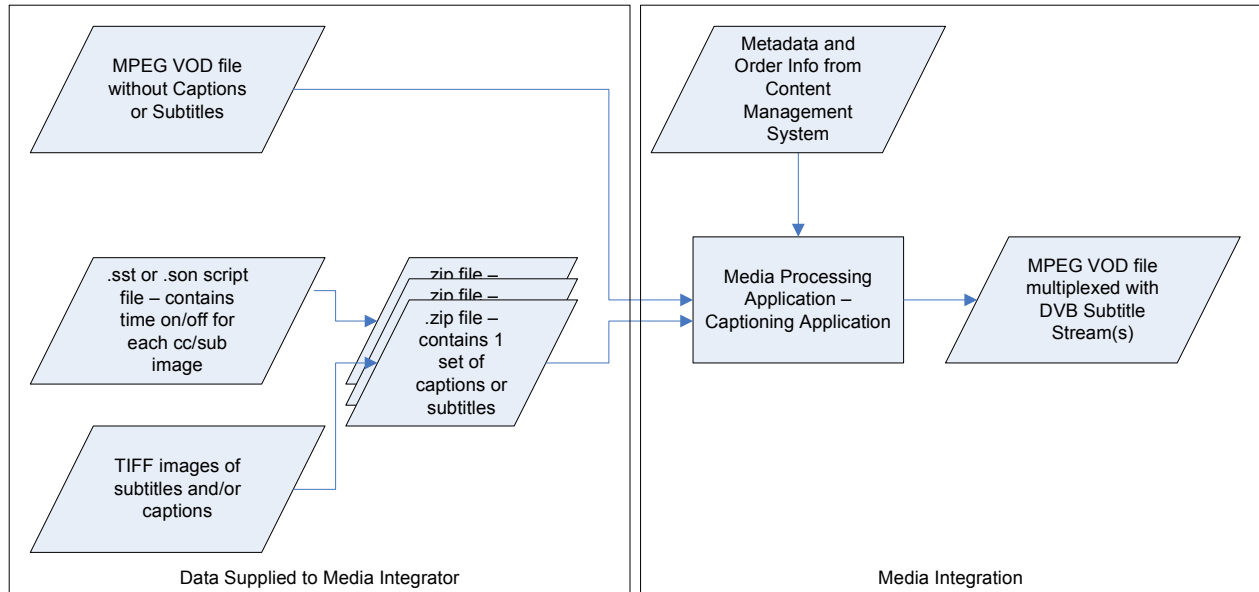 MPEG VOD file
without Captions
or Subtitles
.sst or .son script
file – contains
time on/off for
each cc/sub
image
TIFF images of
subtitles and/or
captions
.zip file –
.zip file –
.zip file –
contains 1
set of
captions or
subtitles
Data Supplied to Media Integrator
Metadata and
Order Info from
Content
Management
System
Media Processing
Application –
Captioning Application
MPEG VOD file
multiplexed with
DVB Subtitle
Stream(s)
Media Integration